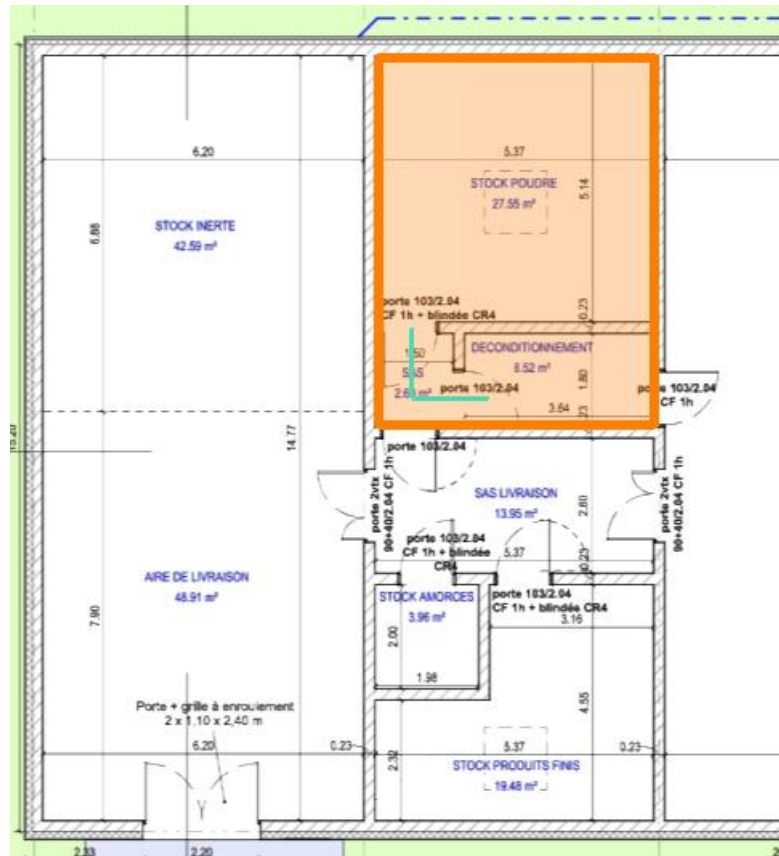 6.20
5.37
STOCK POUDRE
27.55 m²
5.14
STOCK INERTE
42.59 m²
6.88
porte 103/2.04
CF 1h + blindée CR4
0.23
DECONDITIONNEMENT
6.52 m²
1.50
SAS
porte 103/2.04
1.80
porte 103/2.04
CF 1h
3.64
0.23
15.20
14.77
porte 103/2.04
porte 2vtx
90+40/2.04 CF 1h
SAS LIVRAISON
13.95 m²
2.60
porte 2vtx
90+40/2.04 CF 1h
porte 103/2.04
CF 1h + blindée
CR4
5.37
0.23
AIRE DE LIVRAISON
48.91 m²
STOCK AMORCES
3.96 m²
porte 103/2.04
CF 1h + blindée CR4
3.16
7.90
2.00
1.98
4.55
Porte + grille à enroulement
2 x 1,10 x 2,40 m
6.20
0.23
2.32
5.37
0.23
STOCK PRODUITS FINIS
19.48 m²
2.33
2.20